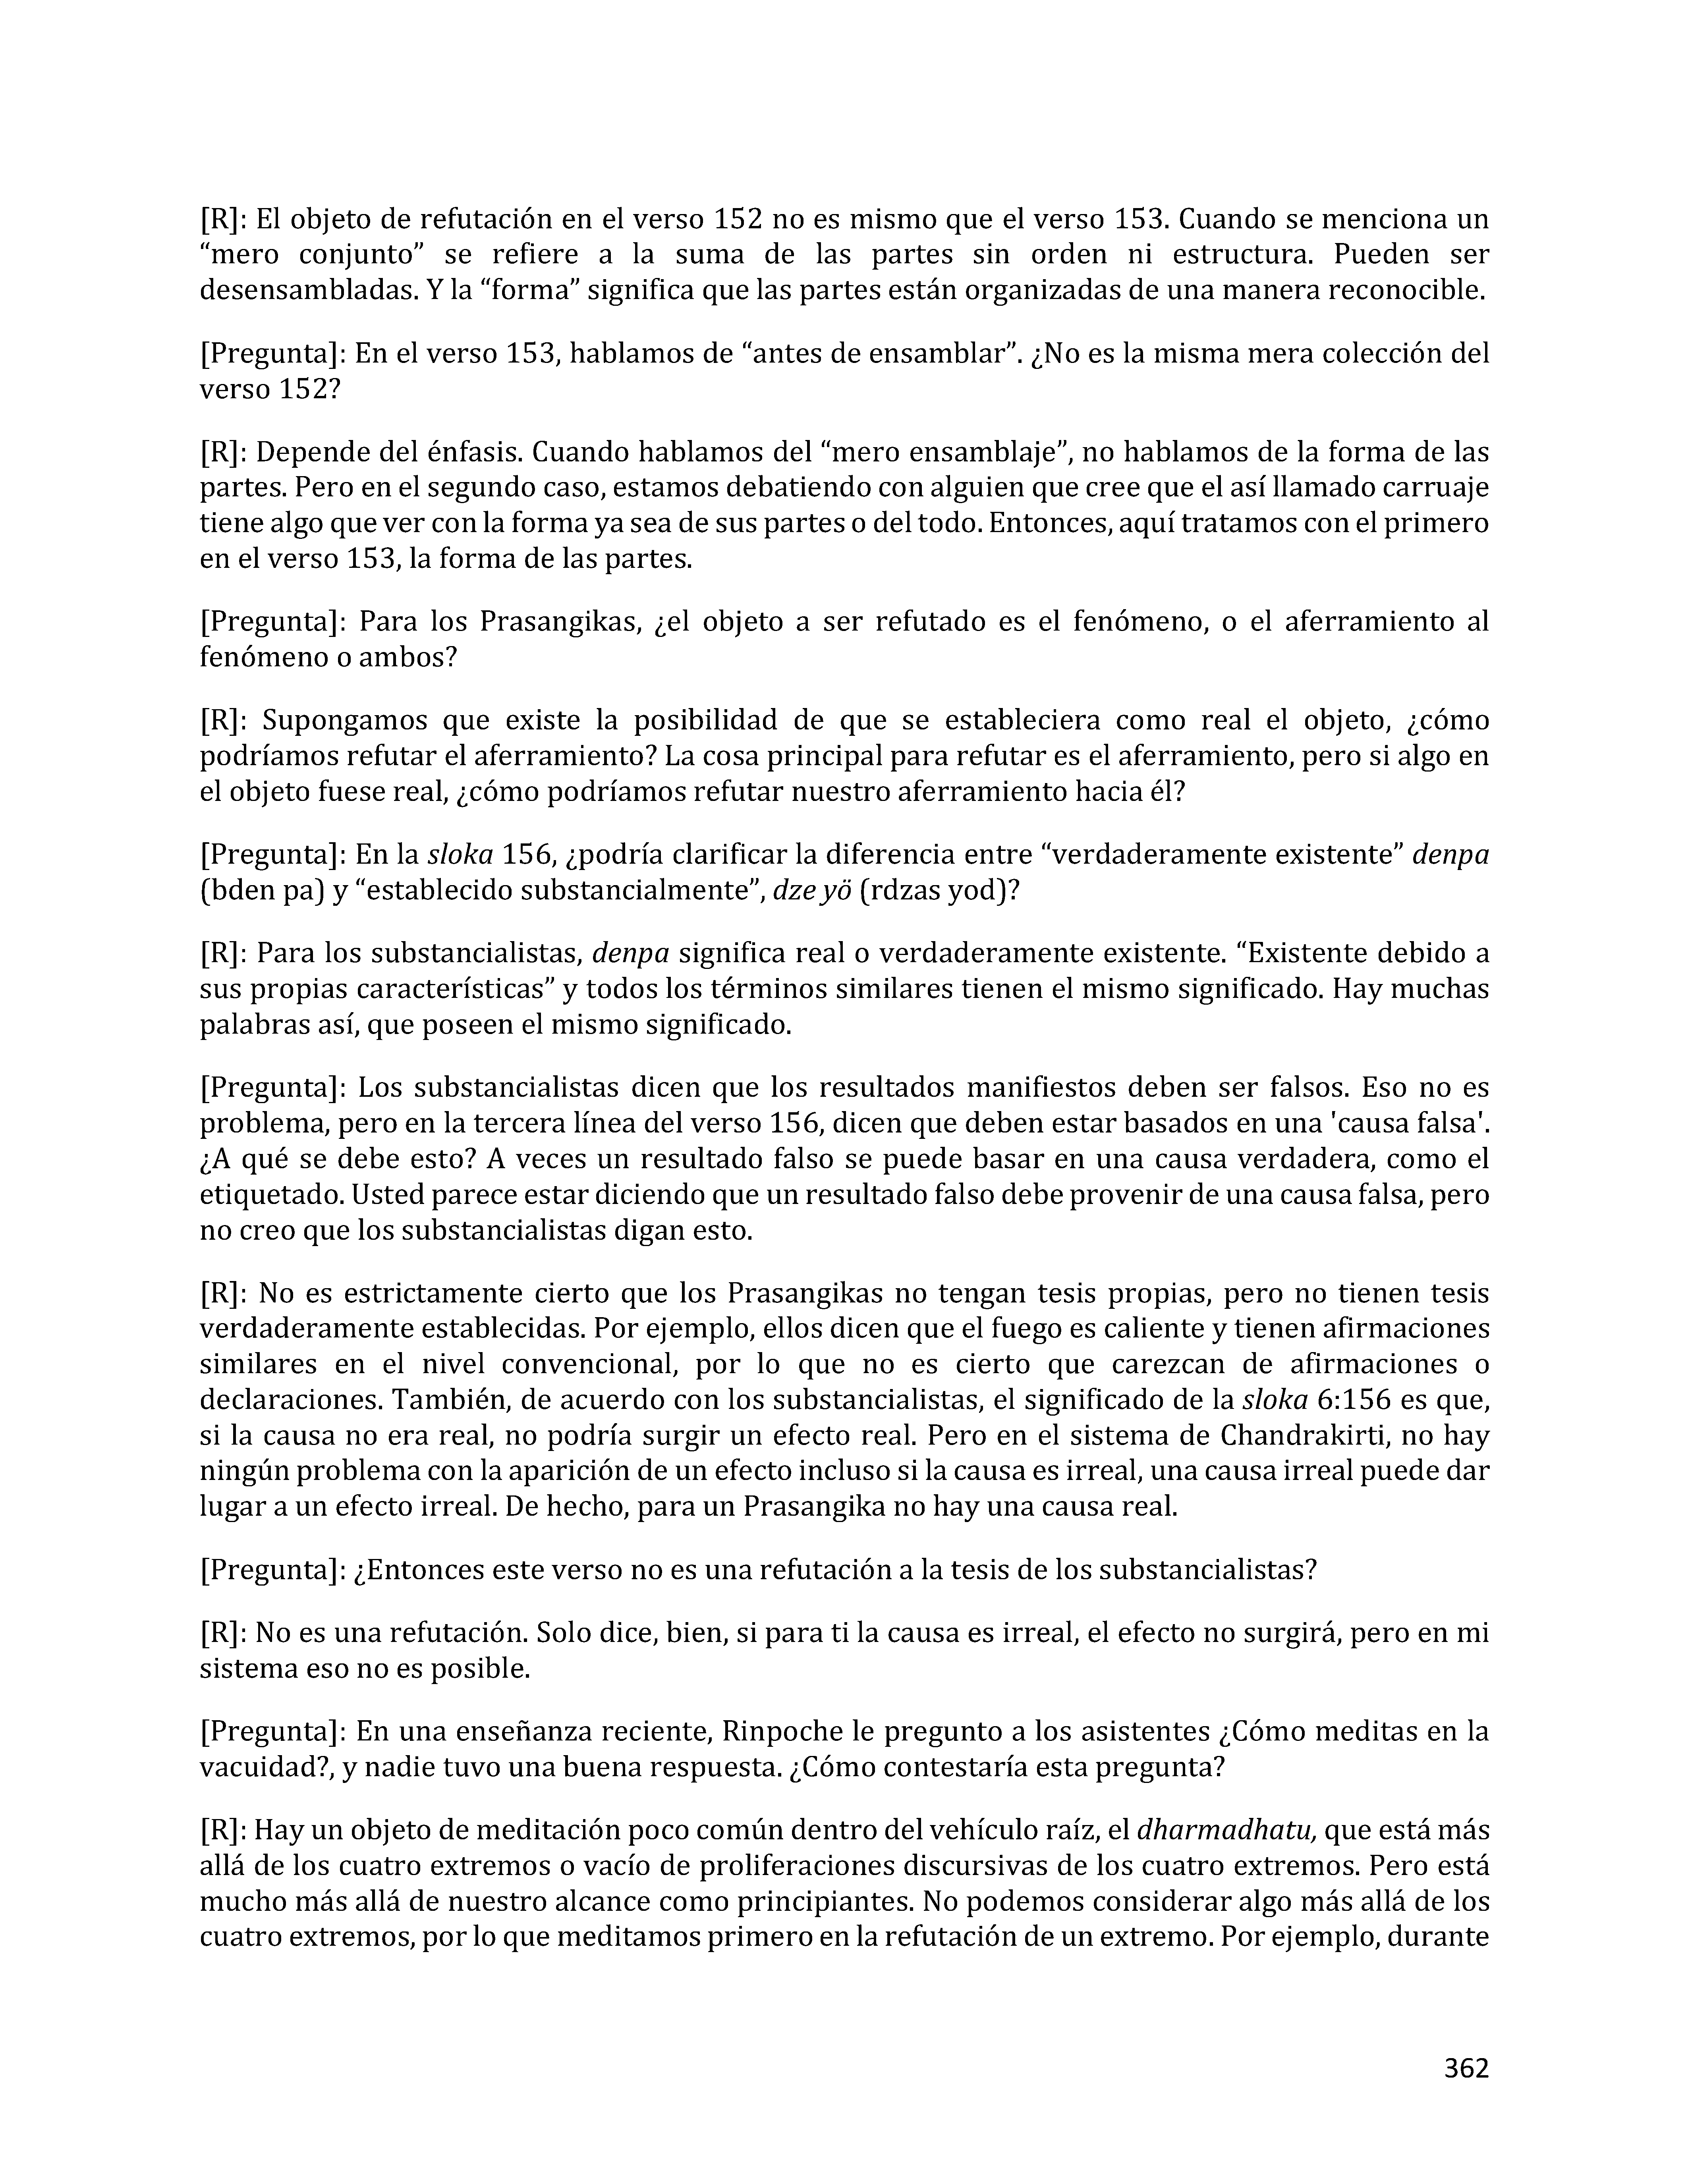 [R]: El objeto de refutación en el verso 152 no es mismo que el verso 153. Cuando se menciona un
“mero conjunto” se refiere a la suma de las partes sin orden ni estructura. Pueden ser
desensambladas. Y la “forma” significa que las partes están organizadas de una manera reconocible.
[Pregunta]: En el verso 153, hablamos de “antes de ensamblar”. ¿No es la misma mera colección del
verso 152?
[R]: Depende del énfasis. Cuando hablamos del “mero ensamblaje”, no hablamos de la forma de las
partes. Pero en el segundo caso, estamos debatiendo con alguien que cree que el así llamado carruaje
tiene algo que ver con la forma ya sea de sus partes o del todo. Entonces, aquí tratamos con el primero
en el verso 153, la forma de las partes.
[Pregunta]: Para los Prasangikas, ¿el objeto a ser refutado es el fenómeno, o el aferramiento al
fenómeno o ambos?
[R]: Supongamos que existe la posibilidad de que se estableciera como real el objeto, ¿cómo
podríamos refutar el aferramiento? La cosa principal para refutar es el aferramiento, pero si algo en
el objeto fuese real, ¿cómo podríamos refutar nuestro aferramiento hacia él?
[Pregunta]: En la sloka 156, ¿podría clarificar la diferencia entre “verdaderamente existente” denpa
(bden pa) y “establecido substancialmente”, dze yö (rdzas yod)?
[R]: Para los substancialistas, denpa significa real o verdaderamente existente. “Existente debido a
sus propias características” y todos los términos similares tienen el mismo significado. Hay muchas
palabras así, que poseen el mismo significado.
[Pregunta]: Los substancialistas dicen que los resultados manifiestos deben ser falsos. Eso no es
problema, pero en la tercera línea del verso 156, dicen que deben estar basados en una 'causa falsa'.
¿A qué se debe esto? A veces un resultado falso se puede basar en una causa verdadera, como el
etiquetado. Usted parece estar diciendo que un resultado falso debe provenir de una causa falsa, pero
no creo que los substancialistas digan esto.
[R]: No es estrictamente cierto que los Prasangikas no tengan tesis propias, pero no tienen tesis
verdaderamente establecidas. Por ejemplo, ellos dicen que el fuego es caliente y tienen afirmaciones
similares en el nivel convencional, por lo que no es cierto que carezcan de afirmaciones o
declaraciones. También, de acuerdo con los substancialistas, el significado de la sloka 6:156 es que,
si la causa no era real, no podría surgir un efecto real. Pero en el sistema de Chandrakirti, no hay
ningún problema con la aparición de un efecto incluso si la causa es irreal, una causa irreal puede dar
lugar a un efecto irreal. De hecho, para un Prasangika no hay una causa real.
[Pregunta]: ¿Entonces este verso no es una refutación a la tesis de los substancialistas?
[R]: No es una refutación. Solo dice, bien, si para ti la causa es irreal, el efecto no surgirá, pero en mi
sistema eso no es posible.
[Pregunta]: En una enseñanza reciente, Rinpoche le pregunto a los asistentes ¿Cómo meditas en la
vacuidad?, y nadie tuvo una buena respuesta. ¿Cómo contestaría esta pregunta?
[R]: Hay un objeto de meditación poco común dentro del vehículo raíz, el dharmadhatu, que está más
allá de los cuatro extremos o vacío de proliferaciones discursivas de los cuatro extremos. Pero está
mucho más allá de nuestro alcance como principiantes. No podemos considerar algo más allá de los
cuatro extremos, por lo que meditamos primero en la refutación de un extremo. Por ejemplo, durante
362